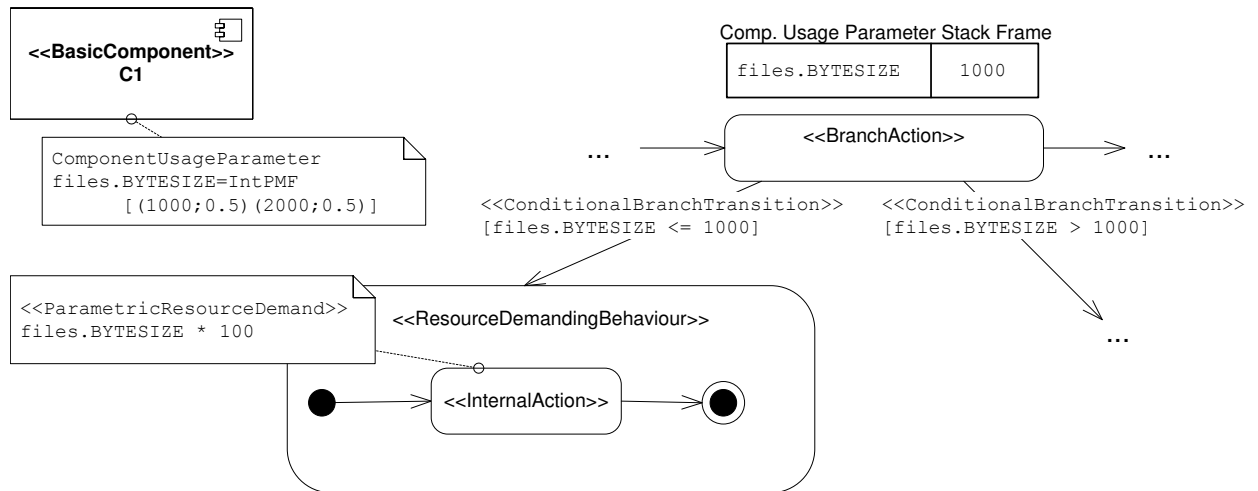 <<BasicComponent>>
C1
ComponentUsageParameter
files.BYTESIZE=IntPMF
[(1000;0.5)(2000;0.5)]
Comp. Usage Parameter Stack Frame
files.BYTESIZE 1000
... <<BranchAction>> ...
<<ConditionalBranchTransition>>
[files.BYTESIZE <= 1000]
<<ConditionalBranchTransition>>
[files.BYTESIZE > 1000]
...
<<ParametricResourceDemand>>
files.BYTESIZE * 100
<<ResourceDemandingBehaviour>>
<<InternalAction>>